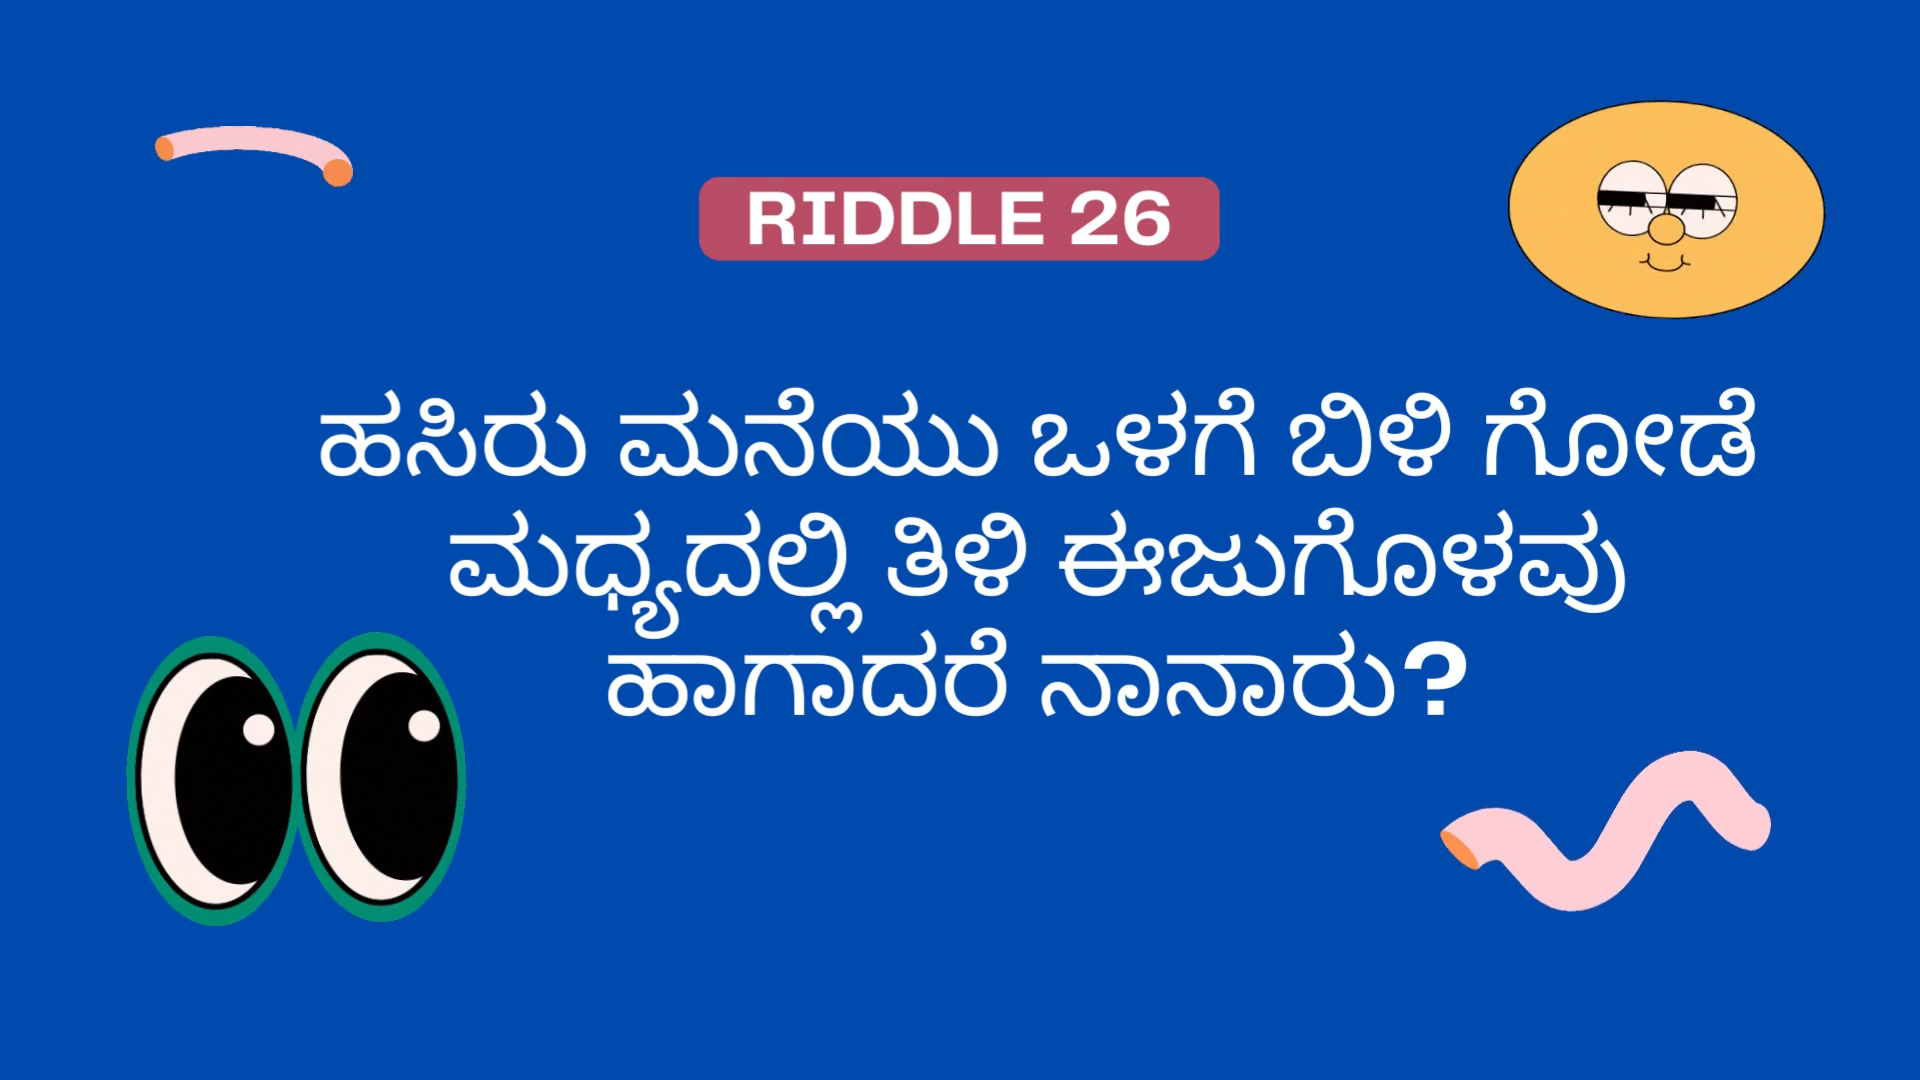 RIDDLE 26
ಹಸಿರು ಮನೆಯು ಒಳಗೆ ಬಿಳಿ ಗೋಡೆ
ಮಧ್ಯದಲ್ಲಿ ತಿಳಿ ಈಜುಗೊಳವು
ಹಾಗಾದರೆ ನಾನಾರು?